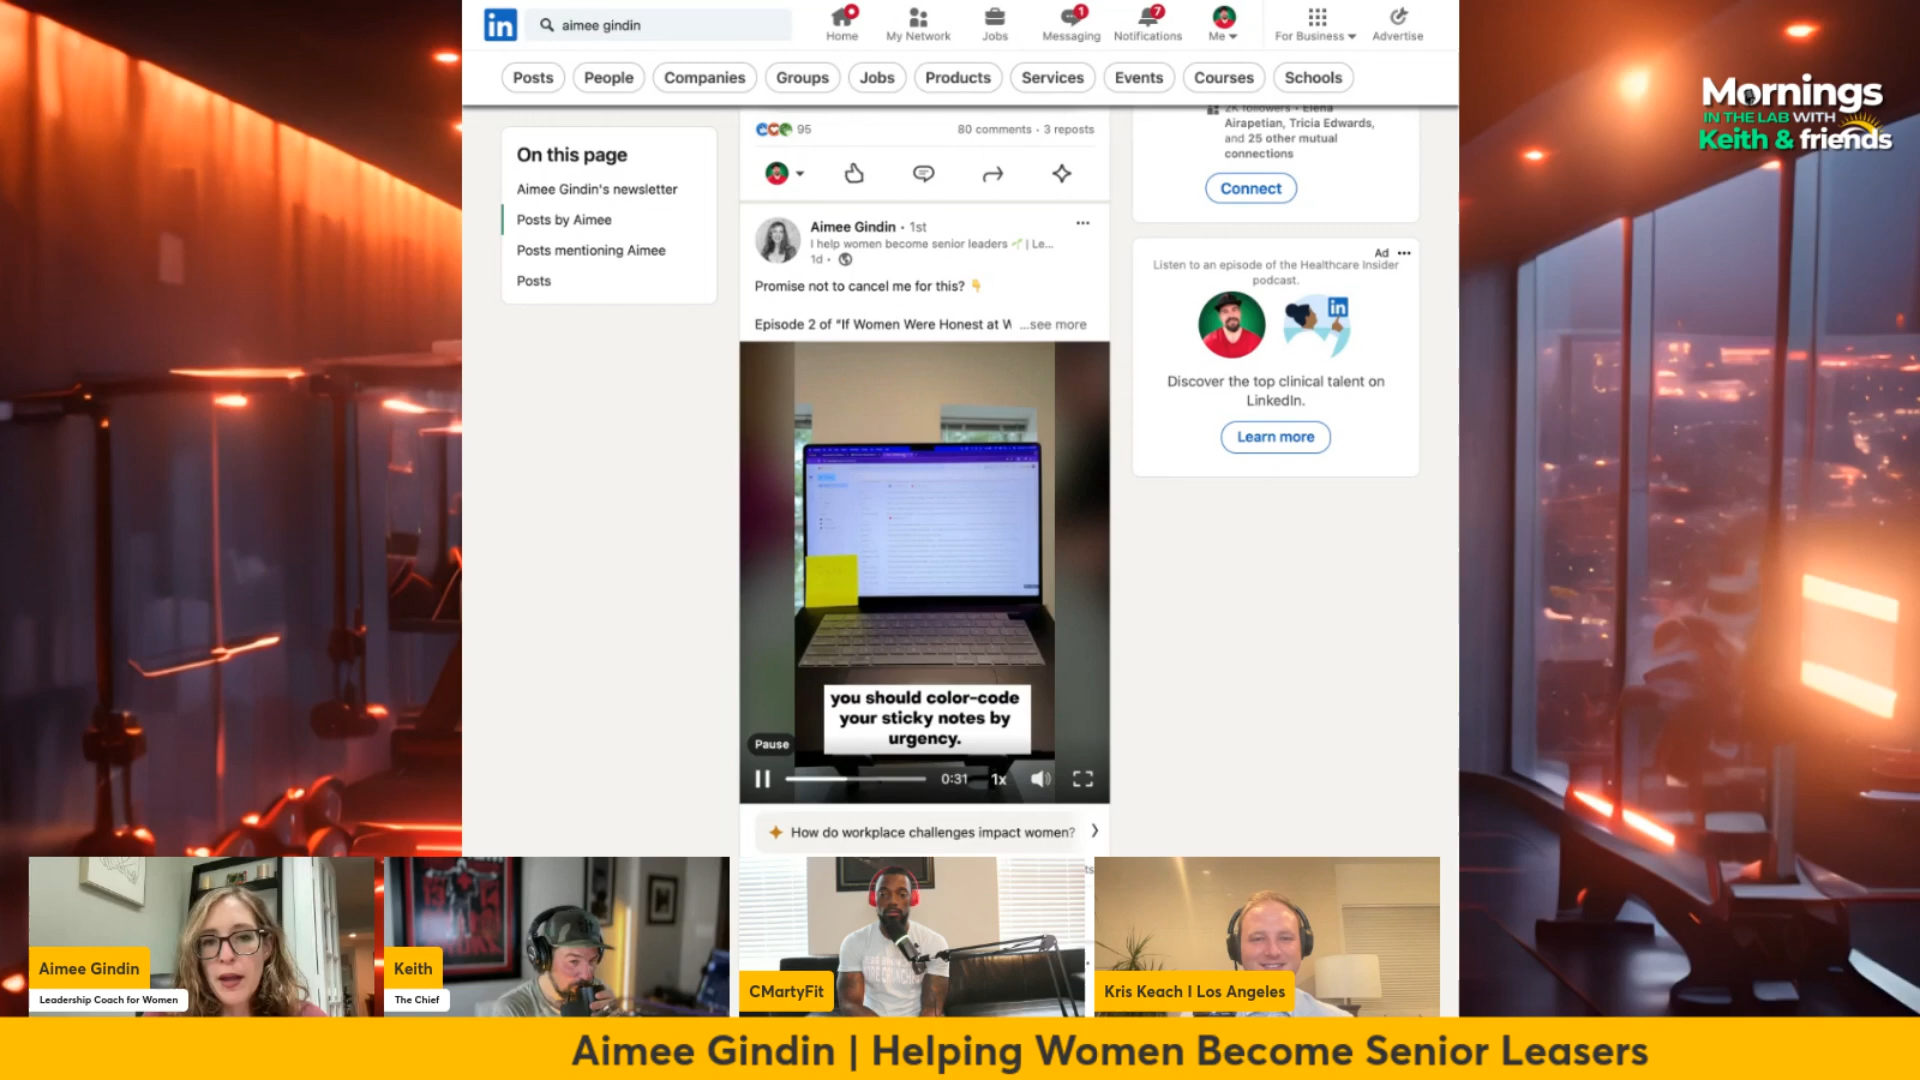 in
aimee gindin
Home
My Network
Jobs
1
Messaging
7
Notifications
Me
For Business
Advertise
Posts
People
Companies
Groups
Jobs
Products
Services
Events
Courses
Schools
Mornings
IN THE LAB WITH
Keith & friends
On this page
Aimee Gindin's newsletter
Posts by Aimee
Posts mentioning Aimee
Posts
95
80 comments · 3 reposts
Aimee Gindin · 1st
I help women become senior leaders | Le...
1d ·
Promise not to cancel me for this? 👇
Episode 2 of "If Women Were Honest at W ...see more
you should color-code
your sticky notes by
urgency.
Pause
0:31
1x
How do workplace challenges impact women?
2K followers · Elena
Airapetian, Tricia Edwards,
and 25 other mutual
connections
Connect
Ad
Listen to an episode of the Healthcare Insider
podcast.
in
Discover the top clinical talent on
LinkedIn.
Learn more
Aimee Gindin
Leadership Coach for Women
Keith
The Chief
CMartyFit
Kris Keach I Los Angeles
Aimee Gindin | Helping Women Become Senior Leasers